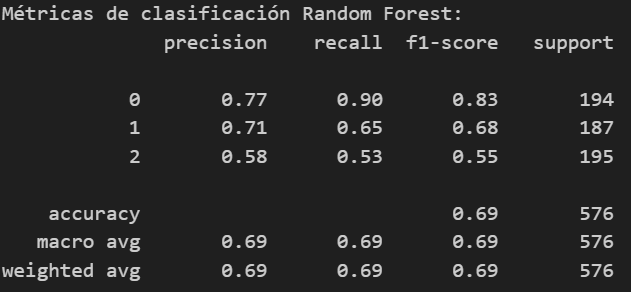 Métricas de clasificación Random Forest:
precision recall f1-score support
0 0.77 0.90 0.83 194
1 0.71 0.65 0.68 187
2 0.58 0.53 0.55 195
accuracy 0.69 576
macro avg 0.69 0.69 0.69 576
weighted avg 0.69 0.69 0.69 576